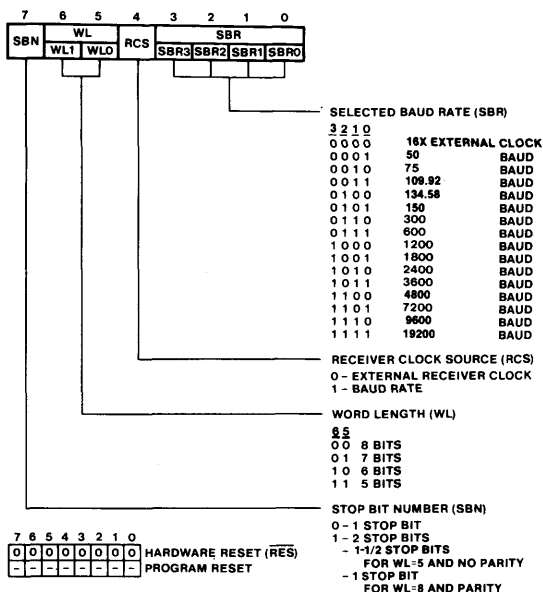 7 6 5 4 3 2 1 0
SBN WL RCS SBR
WL1 WL0 SBR3 SBR2 SBR1 SBR0
SELECTED BAUD RATE (SBR)
3 2 1 0
0 0 0 0 16X EXTERNAL CLOCK
0 0 0 1 50 BAUD
0 0 1 0 75 BAUD
0 0 1 1 109.92 BAUD
0 1 0 0 134.58 BAUD
0 1 0 1 150 BAUD
0 1 1 0 300 BAUD
0 1 1 1 600 BAUD
1 0 0 0 1200 BAUD
1 0 0 1 1800 BAUD
1 0 1 0 2400 BAUD
1 0 1 1 3600 BAUD
1 1 0 0 4800 BAUD
1 1 0 1 7200 BAUD
1 1 1 0 9600 BAUD
1 1 1 1 19200 BAUD
RECEIVER CLOCK SOURCE (RCS)
0 – EXTERNAL RECEIVER CLOCK
1 – BAUD RATE
WORD LENGTH (WL)
6 5
0 0 8 BITS
0 1 7 BITS
1 0 6 BITS
1 1 5 BITS
STOP BIT NUMBER (SBN)
0 – 1 STOP BIT
1 – 2 STOP BITS
– 1-1/2 STOP BITS
FOR WL=5 AND NO PARITY
– 1 STOP BIT
FOR WL=8 AND PARITY
7 6 5 4 3 2 1 0
0 0 0 0 0 0 0 0 HARDWARE RESET (RES)
– – – – – – – – PROGRAM RESET